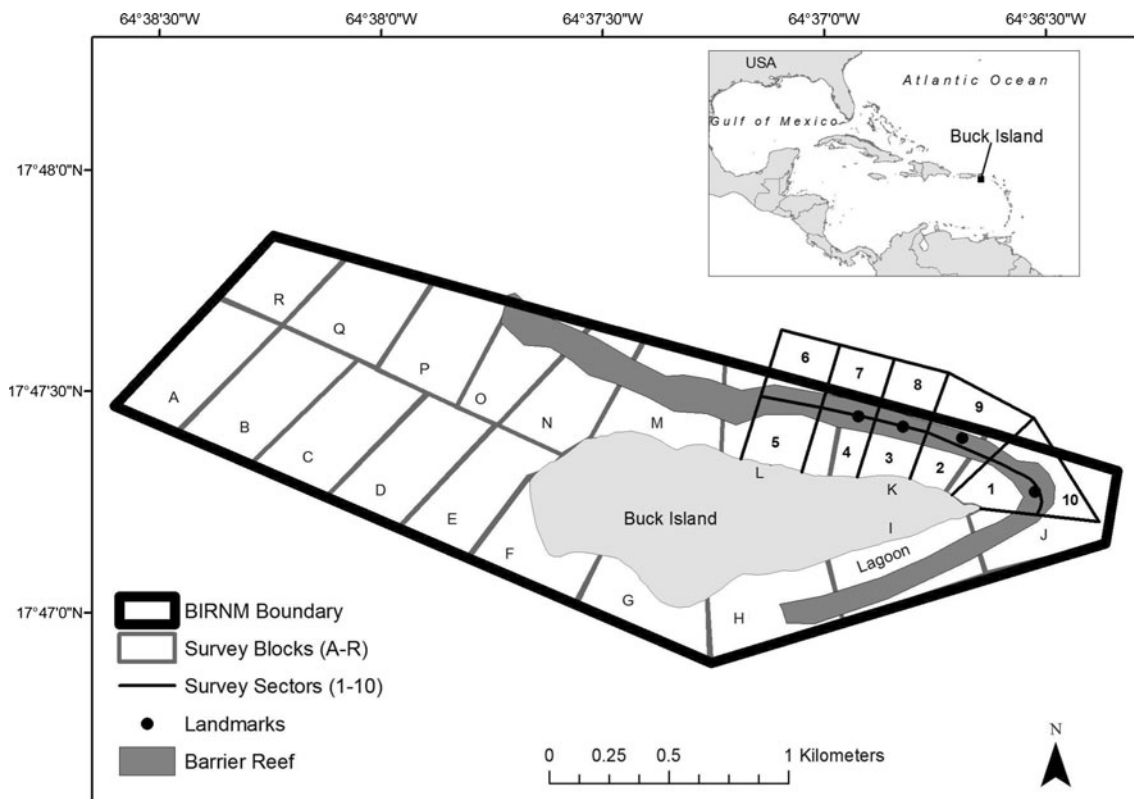 64°38'30"W 64°38'0"W 64°37'30"W 64°37'0"W 64°36'30"W
17°48'0"N
17°47'30"N
17°47'0"N
USA
Atlantic Ocean
Gulf of Mexico
Buck Island
R
Q
P
O
N
M
A
B
C
D
E
F
G
H
I
J
K
L
6
7
8
9
5
4
3
2
1
10
Buck Island
Lagoon
BIRNM Boundary
Survey Blocks (A-R)
Survey Sectors (1-10)
Landmarks
Barrier Reef
0 0.25 0.5 1 Kilometers
N